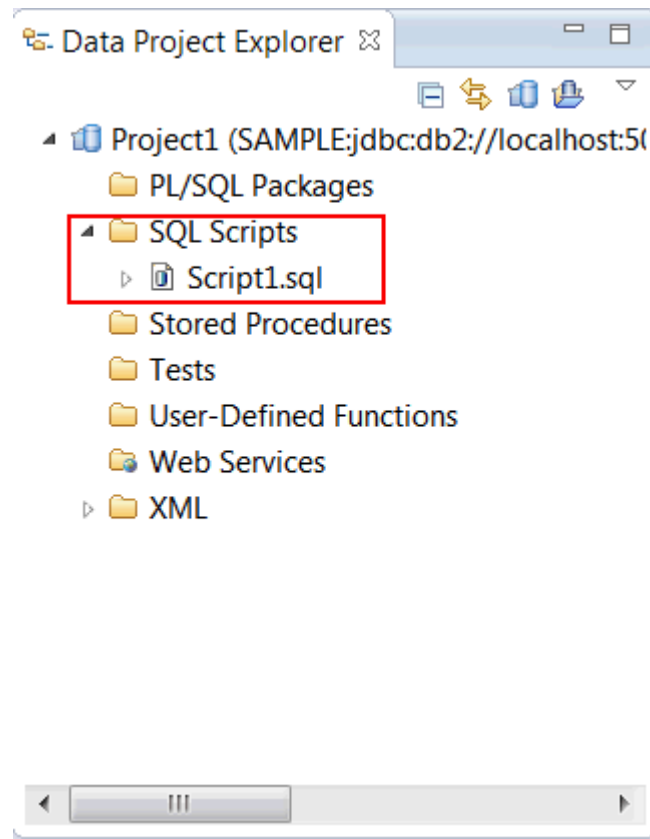 Data Project Explorer
Project1 (SAMPLE:jdbc:db2://localhost:50
PL/SQL Packages
SQL Scripts
Script1.sql
Stored Procedures
Tests
User-Defined Functions
Web Services
XML